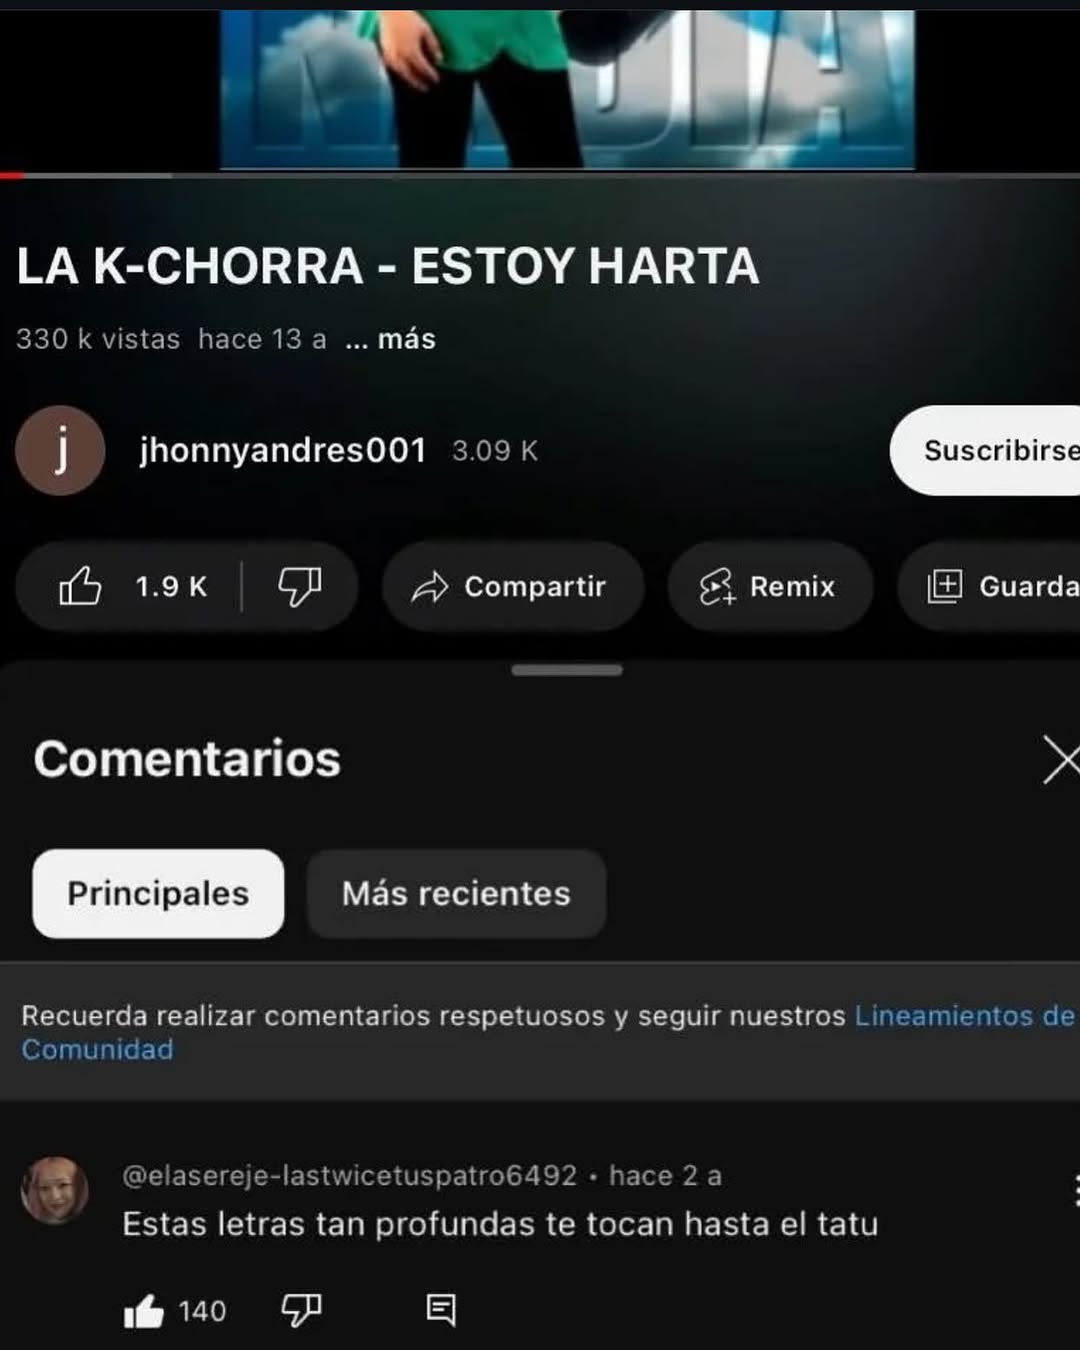 LA K-CHORRA - ESTOY HARTA
330 k vistas hace 13 a ... más
j
jhonnyandres001 3.09 K
Suscribirse
1.9 K
Compartir
Remix
Guarda
Comentarios
Principales
Más recientes
Recuerda realizar comentarios respetuosos y seguir nuestros Lineamientos de
Comunidad
@elasereje-lastwicetuspatro6492 • hace 2 a
Estas letras tan profundas te tocan hasta el tatu
140